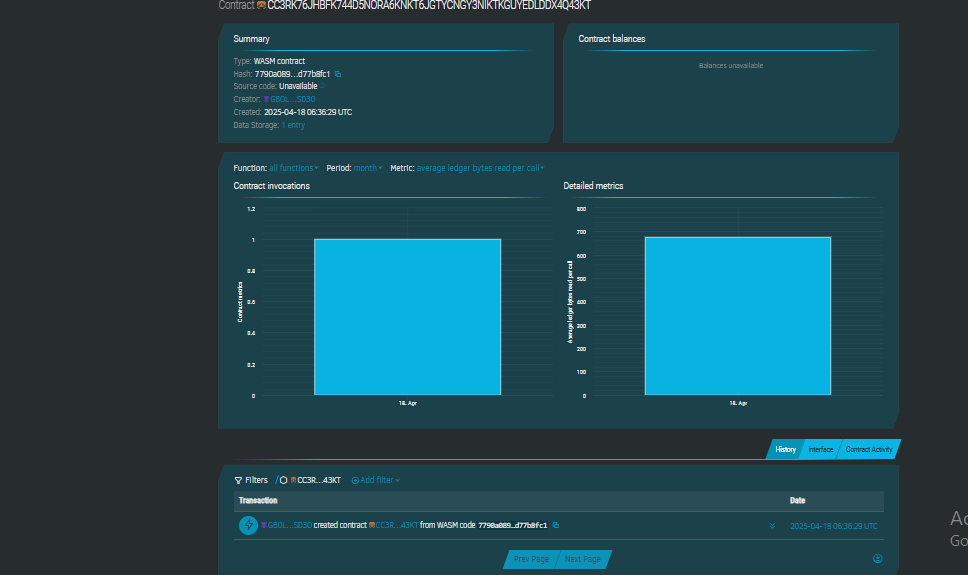 Contract CC3RK76JHBFK744D5NORA6KNKT6JGTYCNGY3NIKTKGUYEDLDDX4Q43KT
Summary
Type: WASM contract
Hash: 7790a089...d77b8fc1
Source code: Unavailable
Creator: GBOL...SD3O
Created: 2025-04-18 06:36:29 UTC
Data Storage: 1 entry
Contract balances
Balances unavailable
Function: all functions Period: month Metric: average ledger bytes read per call
Contract invocations
1.2
1
0.8
0.6
0.4
0.2
0
Contract metrics
18. Apr
Detailed metrics
800
700
600
500
400
300
200
100
0
Average ledger bytes read per call
18. Apr
History Interface Contract Activity
Filters / CC3R...43KT Add filter
Transaction Date
GBOL...SD3O created contract CC3R...43KT from WASM code 7790a089…d77b8fc1 2025-04-18 06:36:29 UTC
Prev Page Next Page
Ac
Go